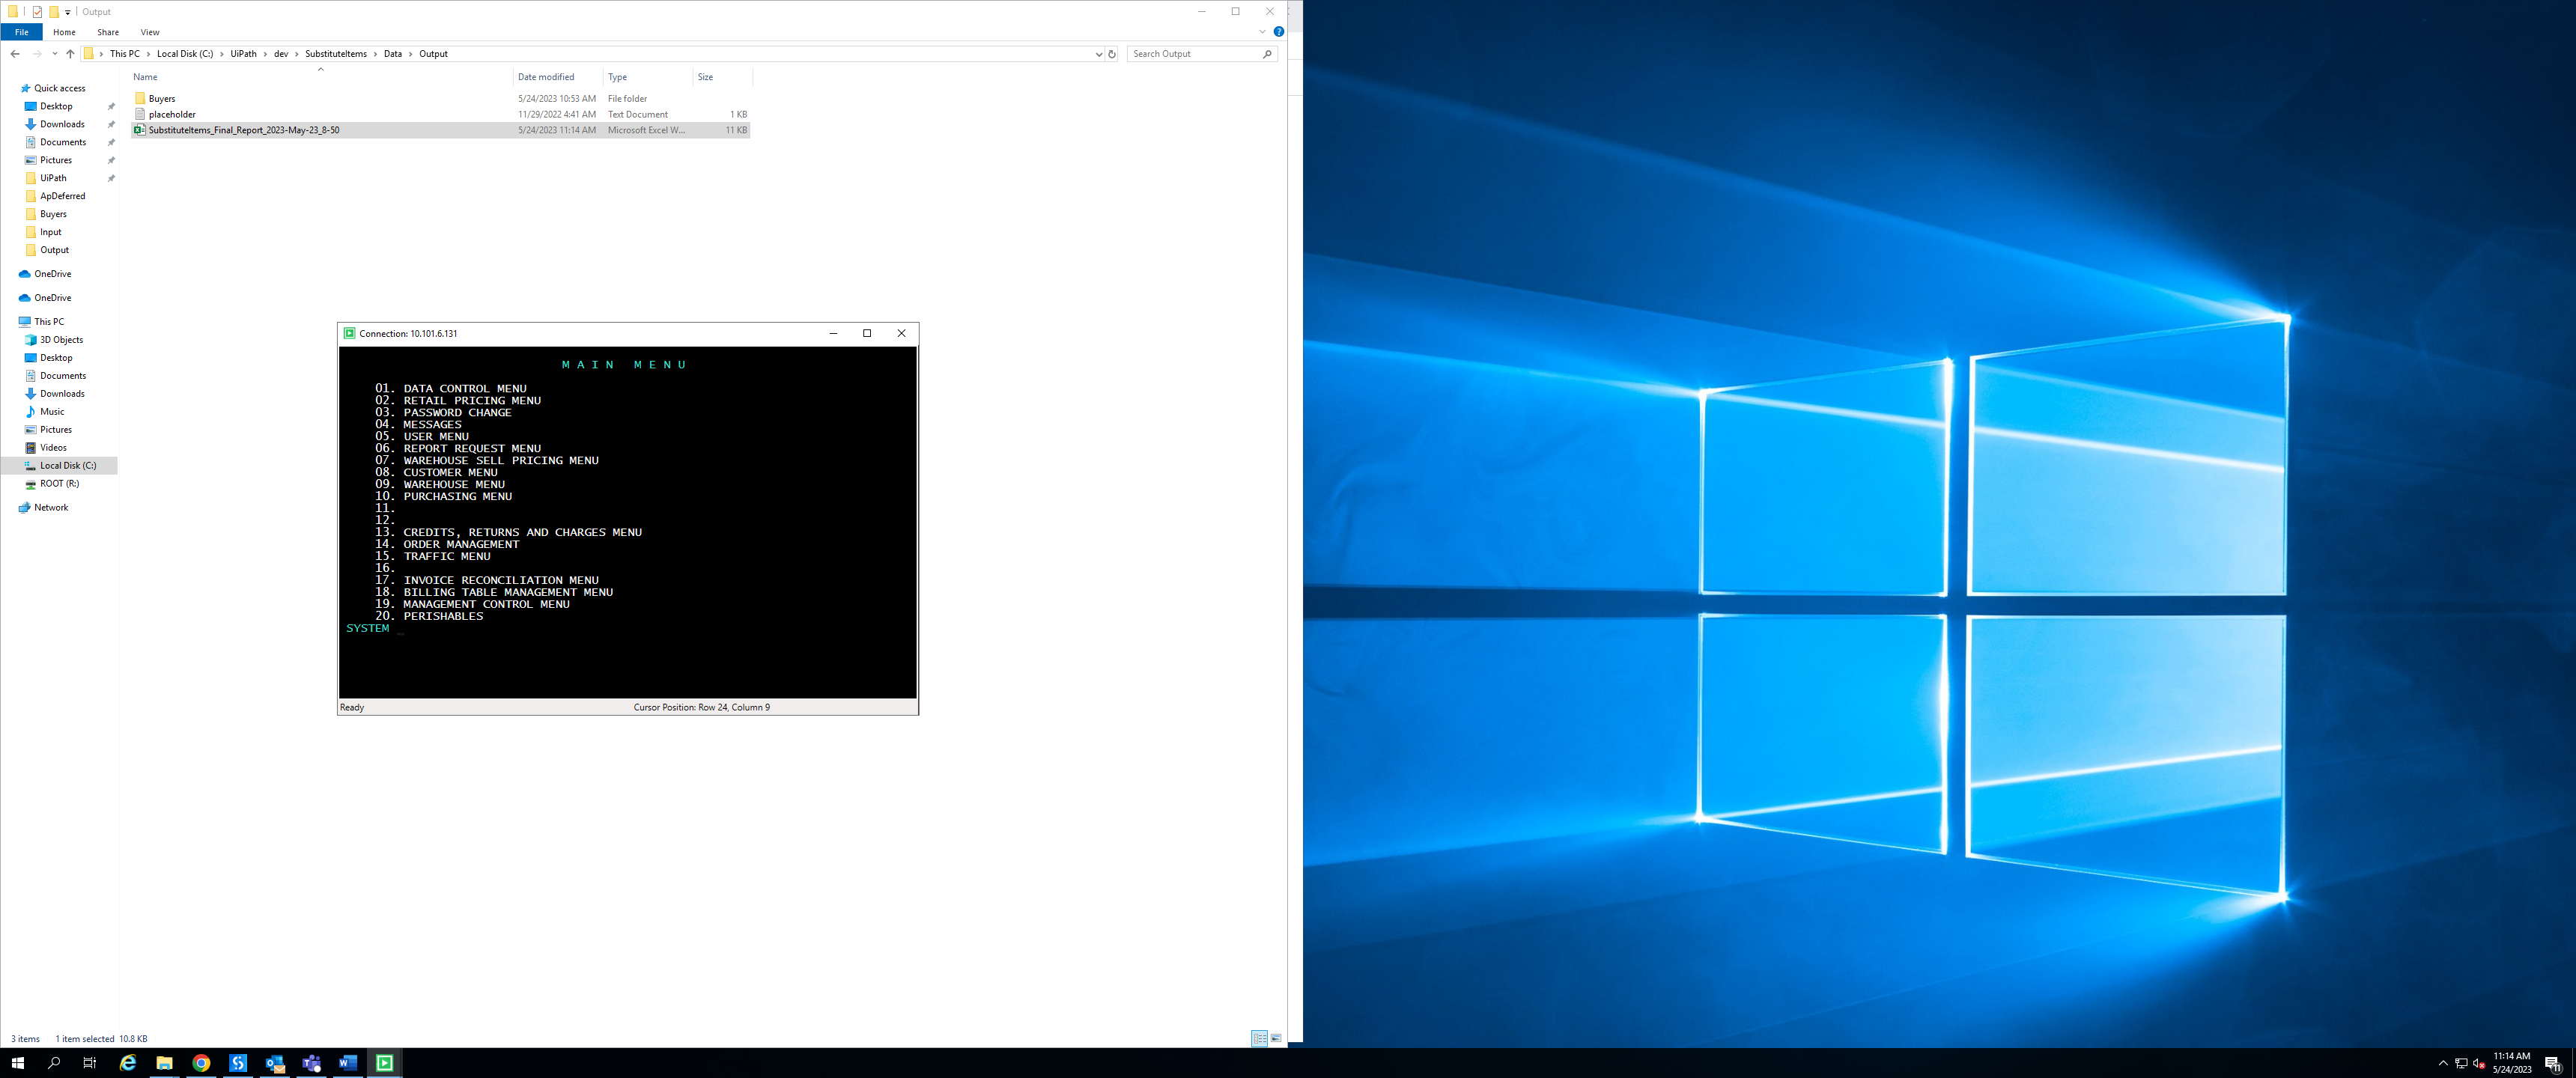 Output
File Home Share View
This PC Local Disk (C:) UiPath dev SubstituteItems Data Output
Search Output
Name Date modified Type Size
Buyers 5/24/2023 10:53 AM File folder
placeholder 11/29/2022 4:41 AM Text Document 1 KB
SubstituteItems_Final_Report_2023-May-23_8-50 5/24/2023 11:14 AM Microsoft Excel W... 11 KB
Quick access
Desktop
Downloads
Documents
Pictures
UiPath
ApDeferred
Buyers
Input
Output
OneDrive
OneDrive
This PC
3D Objects
Desktop
Documents
Downloads
Music
Pictures
Videos
Local Disk (C:)
ROOT (R:)
Network
Connection: 10.101.6.131
M A I N   M E N U
01. DATA CONTROL MENU
02. RETAIL PRICING MENU
03. PASSWORD CHANGE
04. MESSAGES
05. USER MENU
06. REPORT REQUEST MENU
07. WAREHOUSE SELL PRICING MENU
08. CUSTOMER MENU
09. WAREHOUSE MENU
10. PURCHASING MENU
11.
12.
13. CREDITS, RETURNS AND CHARGES MENU
14. ORDER MANAGEMENT
15. TRAFFIC MENU
16.
17. INVOICE RECONCILIATION MENU
18. BILLING TABLE MANAGEMENT MENU
19. MANAGEMENT CONTROL MENU
20. PERISHABLES
SYSTEM _
Ready Cursor Position: Row 24, Column 9
3 items 1 item selected 10.8 KB
11:14 AM
5/24/2023
11